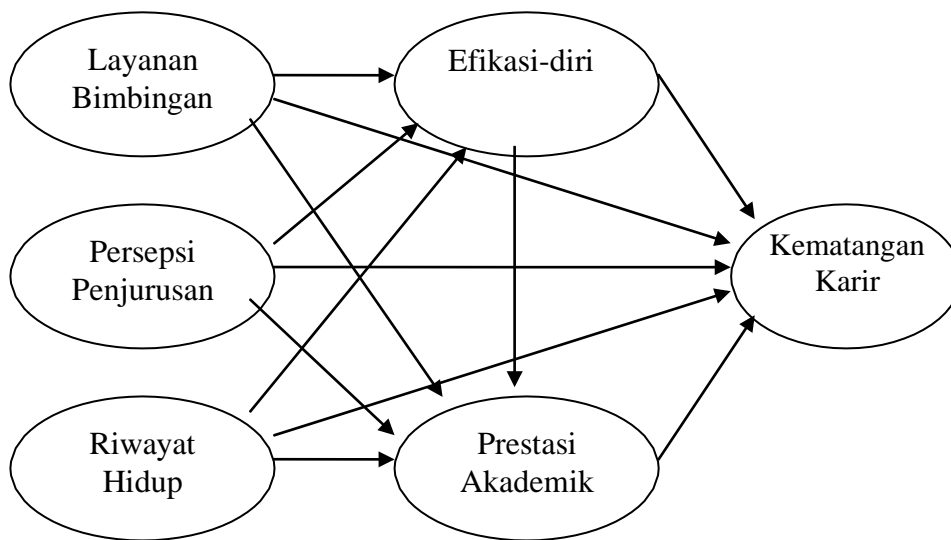 Layanan
Bimbingan
Efikasi-diri
Persepsi
Penjurusan
Kematangan
Karir
Riwayat
Hidup
Prestasi
Akademik